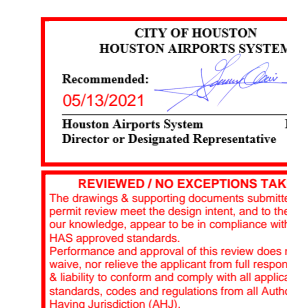 CITY OF HOUSTON
HOUSTON AIRPORTS SYSTEM
Recommended:
05/13/2021
Houston Airports System
Director or Designated Representative
REVIEWED / NO EXCEPTIONS TAK
The drawings & supporting documents submitte
permit review meet the design intent, and to the
our knowledge, appear to be in compliance with
HAS approved standards.
Performance and approval of this review does
waive, nor relieve the applicant from full respon
& liability to conform and comply with all applica
standards, codes and regulations from all Autho
Having Jurisdiction (AHJ).